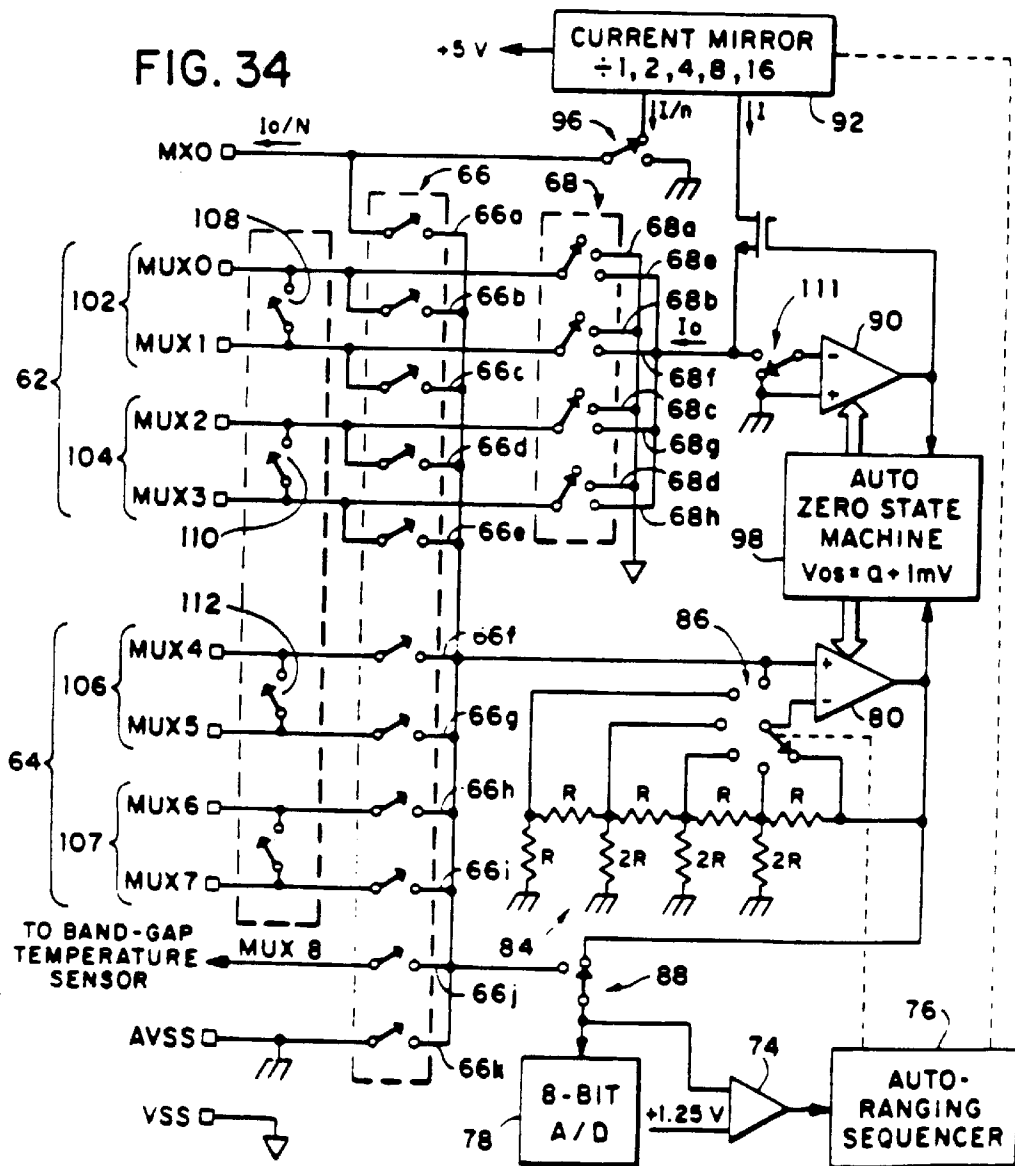 FIG. 34
+5 V
CURRENT MIRROR
÷1, 2, 4, 8, 16
92
I/n
I
96
Io/N
MXO
66
68
108
66a
68a
MUX0
68e
62
102
66b
68b
111
90
MUX1
Io
66c
68f
-
+
MUX2
68c
104
66d
68g
MUX3
68d
110
66e
68h
AUTO
ZERO STATE
MACHINE
Vos = a + 1mV
98
112
66f
86
MUX4
+
-
80
64
106
MUX5
66g
66h
MUX6
R
R
R
R
107
R
2R
2R
2R
MUX7
66i
84
TO BAND-GAP
TEMPERATURE
SENSOR
MUX 8
66j
88
76
AVSS
74
66k
8-BIT
A/D
78
+1.25 V
AUTO-
RANGING
SEQUENCER
VSS